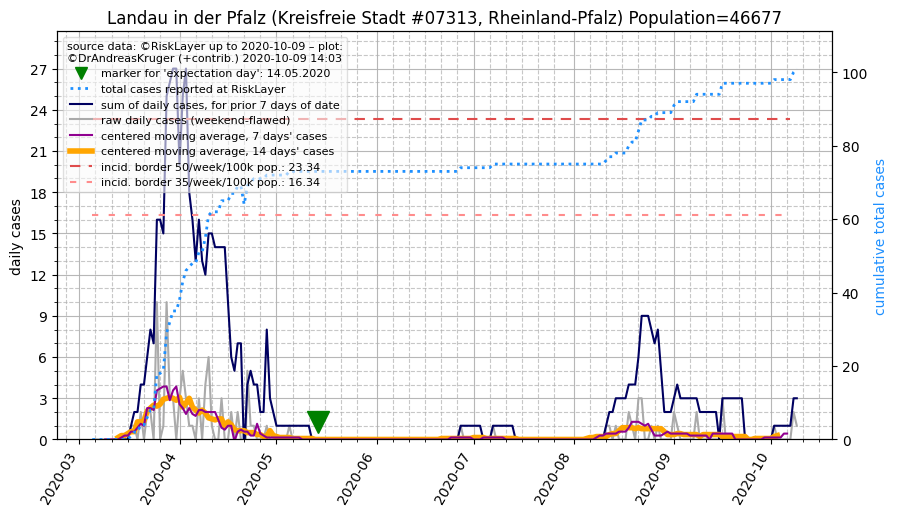 Landau in der Pfalz (Kreisfreie Stadt #07313, Rheinland-Pfalz) Population=46677
source data: ©RiskLayer up to 2020-10-09 – plot:
©DrAndreasKruger (+contrib.) 2020-10-09 14:03
marker for 'expectation day': 14.05.2020
total cases reported at RiskLayer
sum of daily cases, for prior 7 days of date
raw daily cases (weekend-flawed)
centered moving average, 7 days' cases
centered moving average, 14 days' cases
incid. border 50/week/100k pop.: 23.34
incid. border 35/week/100k pop.: 16.34
daily cases
27
24
21
18
15
12
9
6
3
0
cumulative total cases
100
80
60
40
20
0
2020-03
2020-04
2020-05
2020-06
2020-07
2020-08
2020-09
2020-10